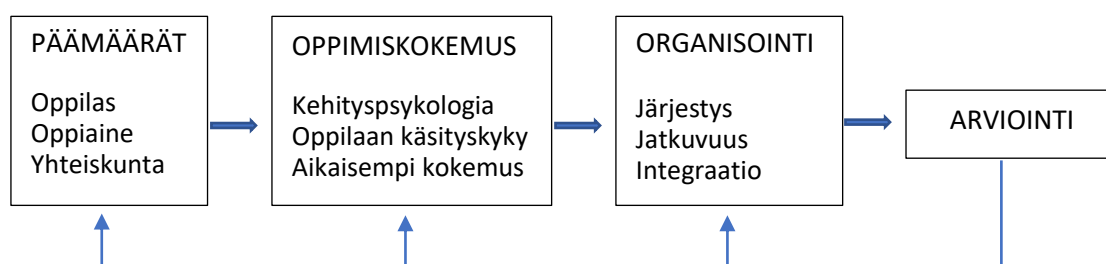 PÄÄMÄÄRÄT
Oppilas
Oppiaine
Yhteiskunta
OPPIMISKOKEMUS
Kehityspsykologia
Oppilaan käsityskyky
Aikaisempi kokemus
ORGANISOINTI
Järjestys
Jatkuvuus
Integraatio
ARVIOINTI